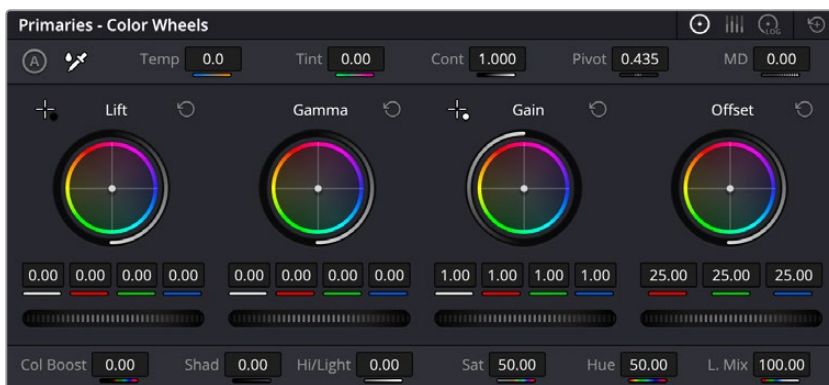 Primaries - Color Wheels LOG
A Temp 0.0 Tint 0.00 Cont 1.000 Pivot 0.435 MD 0.00
Lift Gamma Gain Offset
0.00 0.00 0.00 0.00 0.00 0.00 0.00 0.00 1.00 1.00 1.00 1.00 25.00 25.00 25.00
Col Boost 0.00 Shad 0.00 Hi/Light 0.00 Sat 50.00 Hue 50.00 L. Mix 100.00